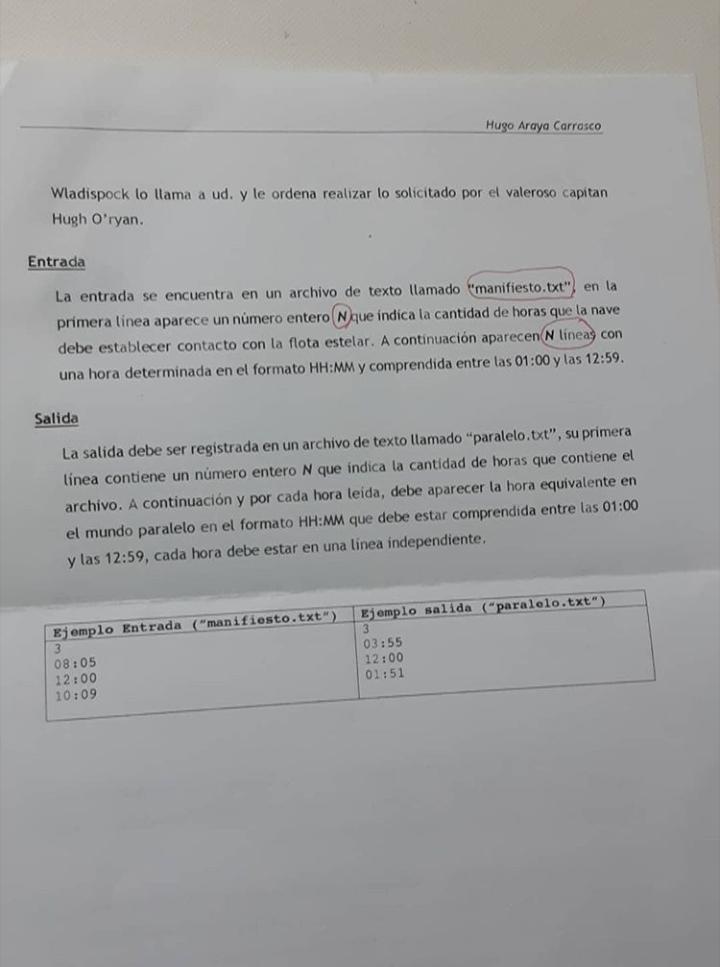 Hugo Araya Carrasco
Wladispock lo llama a ud. y le ordena realizar lo solicitado por el valeroso capitan
Hugh O'ryan.
Entrada
La entrada se encuentra en un archivo de texto llamado “manifiesto.txt”, en la
primera línea aparece un número entero N que indica la cantidad de horas que la nave
debe establecer contacto con la flota estelar. A continuación aparecen N líneas con
una hora determinada en el formato HH:MM y comprendida entre las 01:00 y las 12:59.
Salida
La salida debe ser registrada en un archivo de texto llamado “paralelo.txt”, su primera
línea contiene un número entero N que indica la cantidad de horas que contiene el
archivo. A continuación y por cada hora leída, debe aparecer la hora equivalente en
el mundo paralelo en el formato HH:MM que debe estar comprendida entre las 01:00
y las 12:59, cada hora debe estar en una línea independiente.
Ejemplo Entrada ("manifiesto.txt")
3
08:05
12:00
10:09
Ejemplo salida ("paralelo.txt")
3
03:55
12:00
01:51